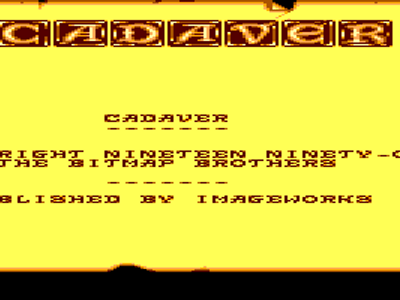 CADAVER
CADAVER
-------
RIGHT NINETEEN NINETY-
THE BITMAP BROTHERS
-------
BLISHED BY IMAGEWORKS